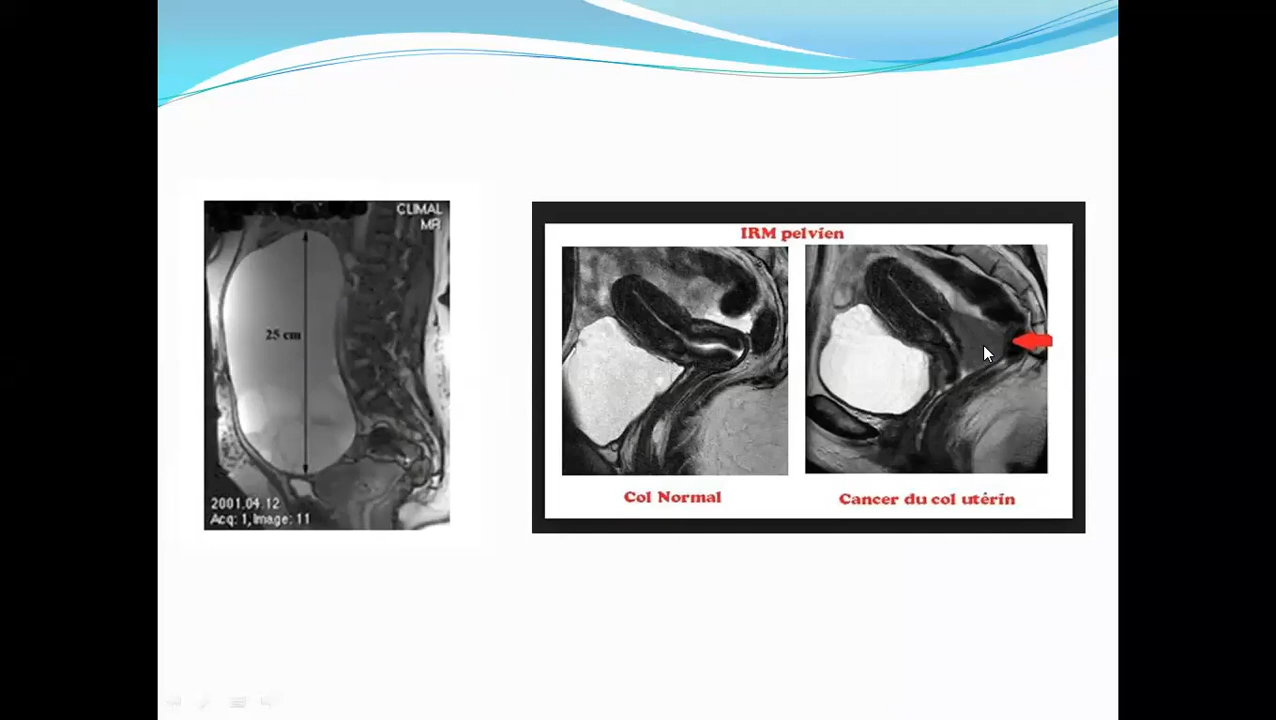 CLIMAL
MR
25 cm
2001.04.12
Acq: 1, Image: 11
IRM pelvien
Col Normal
Cancer du col utérin